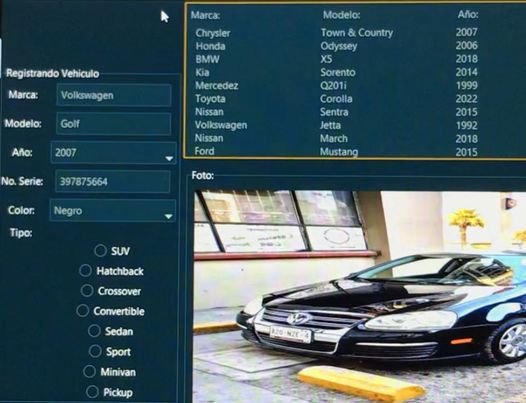 Marca: Modelo: Año:
Chrysler Town & Country 2007
Honda Odyssey 2006
BMW X5 2018
Kia Sorento 2014
Mercedez Q201i 1999
Toyota Corolla 2022
Nissan Sentra 2015
Volkswagen Jetta 1992
Nissan March 2018
Ford Mustang 2015
Registrando Vehiculo
Marca: Volkswagen
Modelo: Golf
Año: 2007
No. Serie: 397875664
Color: Negro
Tipo:
SUV
Hatchback
Crossover
Convertible
Sedan
Sport
Minivan
Pickup
Foto: